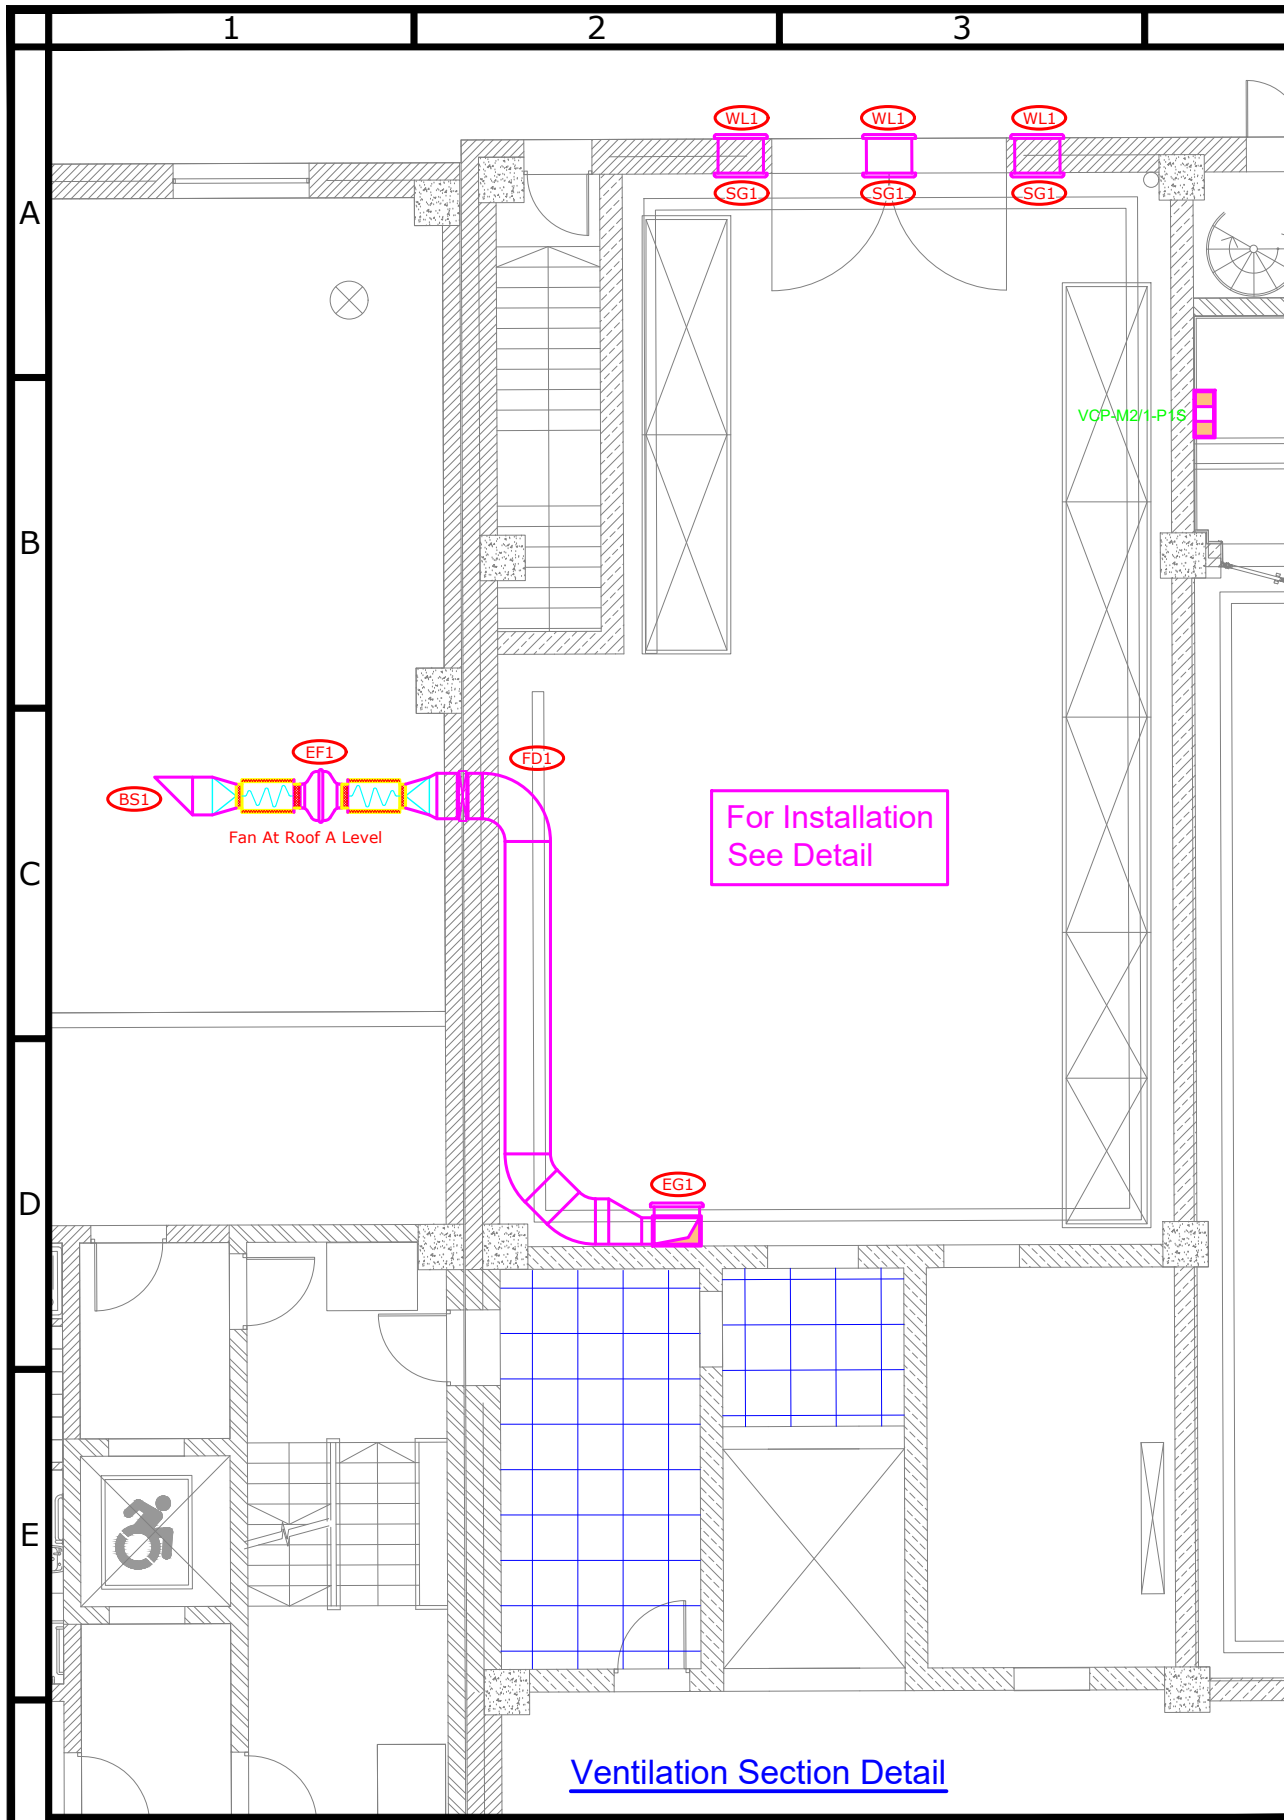 1
2
3
WL1
WL1
WL1
SG1
SG1
SG1
A
VCP-M2/1-P1S
B
EF1
FD1
BS1
Fan At Roof A Level
For Installation
See Detail
C
D
EG1
E
Ventilation Section Detail